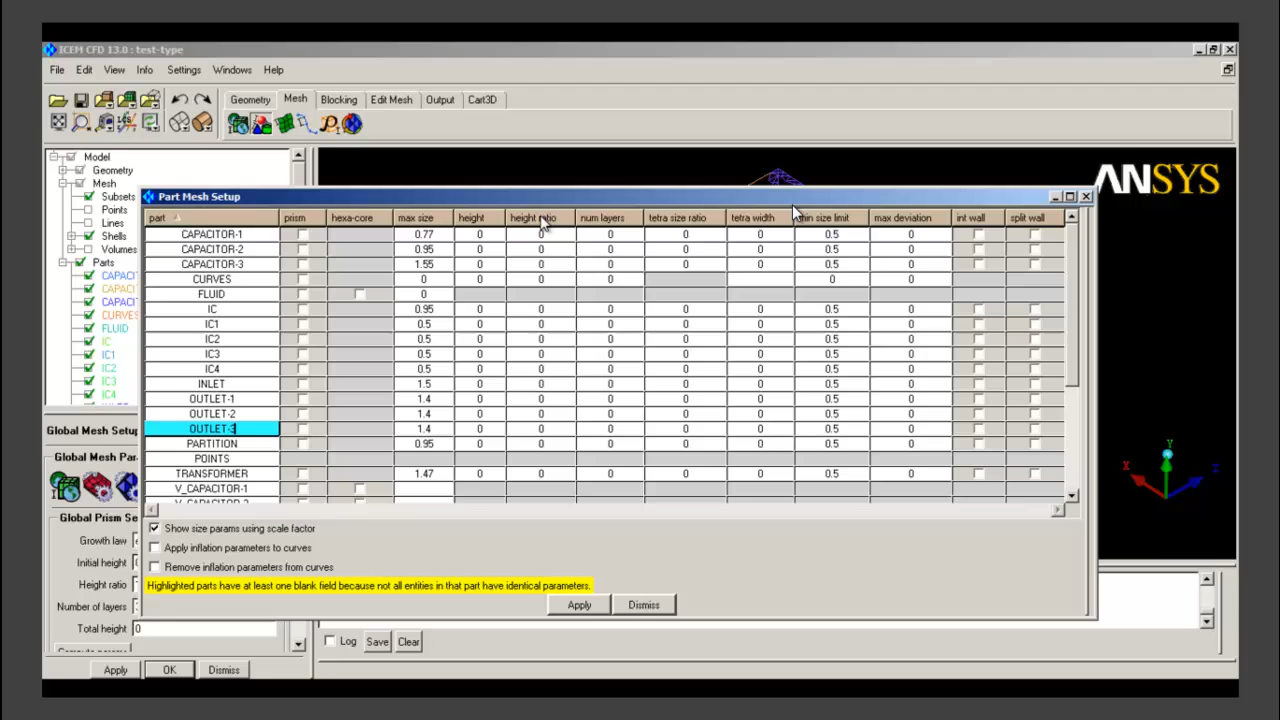 ICEM CFD 13.0 : test-type
File Edit View Info Settings Windows Help
Geometry Mesh Blocking Edit Mesh Output Cart3D
Model
Geometry
Mesh
Subsets
Points
Lines
Shells
Volumes
Parts
CAPACIT
CAPACIT
CAPACIT
CURVES
FLUID
IC
IC1
IC2
IC3
IC4
ANSYS
Part Mesh Setup
part prism hexa-core max size height height ratio num layers tetra size ratio tetra width min size limit max deviation int wall split wall
CAPACITOR-1 0.77 0 0 0 0 0 0.5 0
CAPACITOR-2 0.95 0 0 0 0 0 0.5 0
CAPACITOR-3 1.55 0 0 0 0 0 0.5 0
CURVES 0 0 0 0 0 0 0
FLUID 0
IC 0.95 0 0 0 0 0 0.5 0
IC1 0.5 0 0 0 0 0 0.5 0
IC2 0.5 0 0 0 0 0 0.5 0
IC3 0.5 0 0 0 0 0 0.5 0
IC4 0.5 0 0 0 0 0 0.5 0
INLET 1.5 0 0 0 0 0 0.5 0
OUTLET-1 1.4 0 0 0 0 0 0.5 0
OUTLET-2 1.4 0 0 0 0 0 0.5 0
OUTLET-3 1.4 0 0 0 0 0 0.5 0
PARTITION 0.95 0 0 0 0 0 0.5 0
POINTS
TRANSFORMER 1.47 0 0 0 0 0 0.5 0
V_CAPACITOR-1
Show size params using scale factor
Apply inflation parameters to curves
Remove inflation parameters from curves
Highlighted parts have at least one blank field because not all entities in that part have identical parameters.
Apply Dismiss
Global Mesh Setup
Global Mesh Par
Global Prism Se
Growth law
Initial height
Height ratio
Number of layers
Total height 0
Apply OK Dismiss
Log Save Clear
Y
X
Z